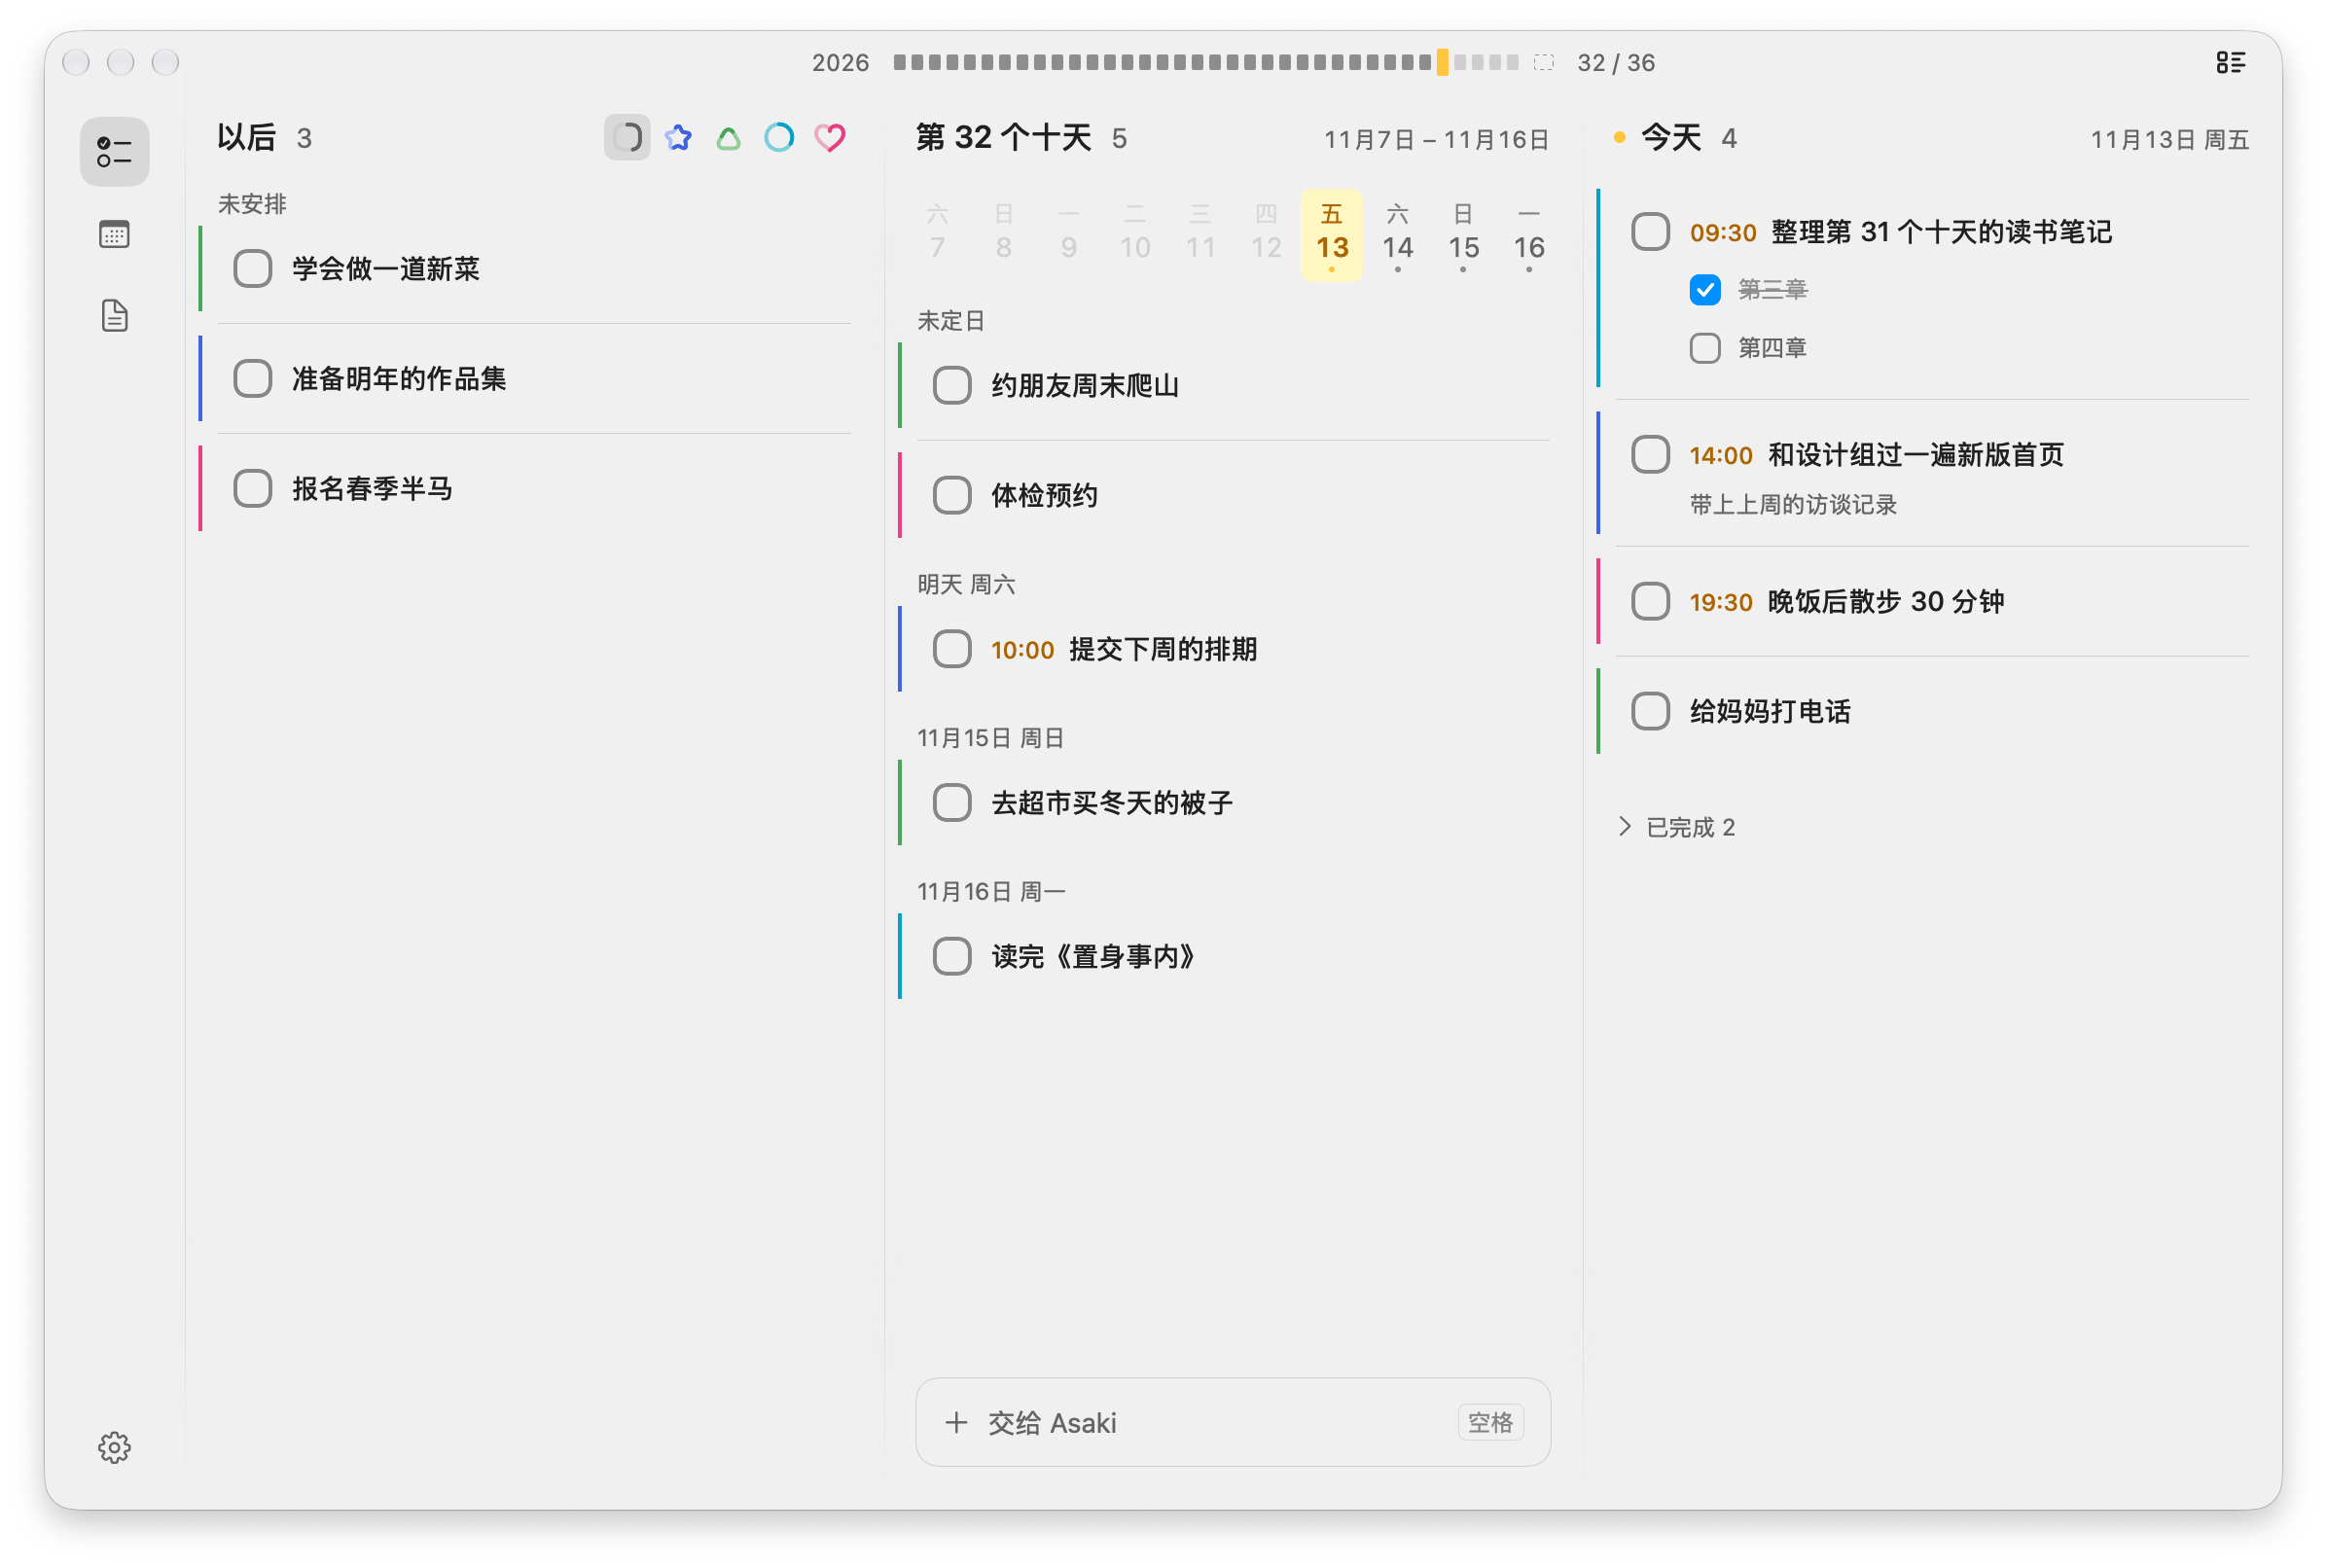 2026 32 / 36
以后 3
未安排
学会做一道新菜
准备明年的作品集
报名春季半马
第 32 个十天 5 11月7日 – 11月16日
六 日 一 二 三 四 五 六 日 一
7 8 9 10 11 12 13 14 15 16
未定日
约朋友周末爬山
体检预约
明天 周六
10:00 提交下周的排期
11月15日 周日
去超市买冬天的被子
11月16日 周一
读完《置身事内》
交给 Asaki 空格
今天 4 11月13日 周五
09:30 整理第 31 个十天的读书笔记
第三章
第四章
14:00 和设计组过一遍新版首页
带上上周的访谈记录
19:30 晚饭后散步 30 分钟
给妈妈打电话
已完成 2